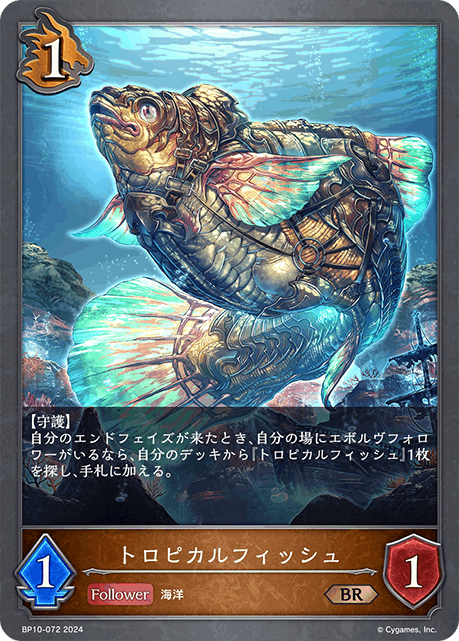 1
【守護】
自分のエンドフェイズが来たとき、自分の場にエボルヴフォロ
ワーがいるなら、自分のデッキから『トロピカルフィッシュ』1枚
を探し、手札に加える。
トロピカルフィッシュ
1
Follower 海洋
BR
1
BP10-072 2024
© Cygames, Inc.